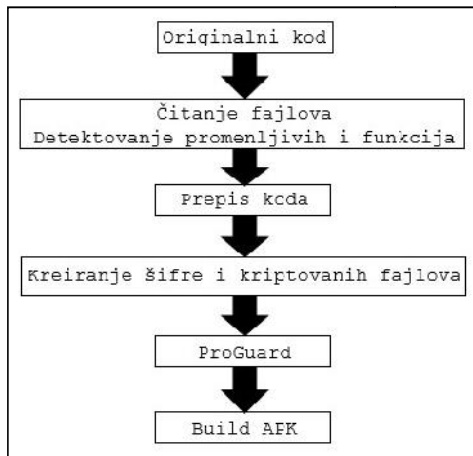 Originalni kod
Čitanje fajlova
Detektovanje promenljivih i funkcija
Prepis koda
Kreiranje šifre i kriptovanih fajlova
ProGuard
Build APK